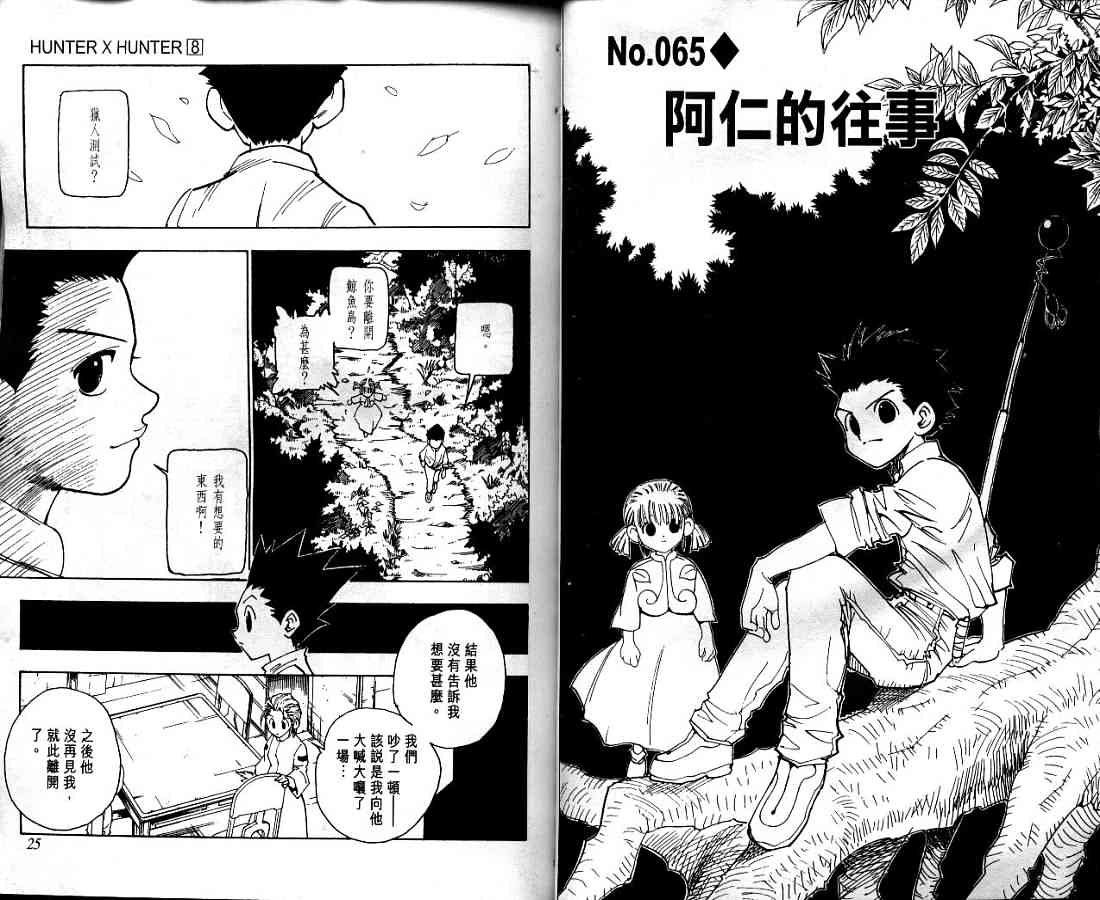 No.065◆
阿仁的往事
HUNTER X HUNTER 8
獵人測試？
嗯。
你要離開
鯨魚島？
為甚麼？
我有想要的
東西啊！
結果他
沒有告訴我
想要甚麼。
我們
吵了一頓──
該說是我向他
大喊大嚷了
一場…
之後他
沒再見我，
就此離開
了。
25